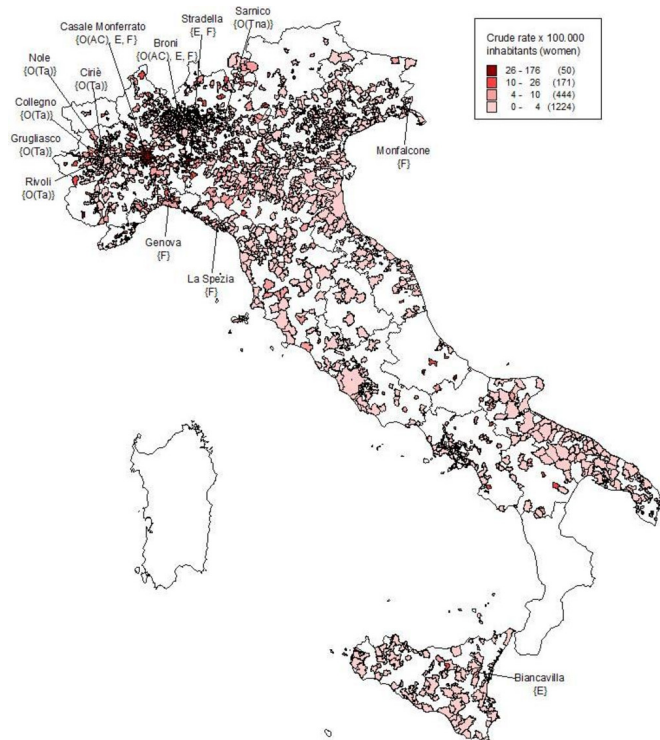 Sarnico
{O(Tna)}
Stradella
{E, F}
Casale Monferrato
{O(AC), E, F}
Broni
{O(AC), E, F}
Nole
{O(Ta)}
Ciriè
{O(Ta)}
Collegno
{O(Ta)}
Grugliasco
{O(Ta)}
Rivoli
{O(Ta)}
Genova
{F}
La Spezia
{F}
Monfalcone
{F}
Biancavilla
{E}
Crude rate x 100.000
inhabitants (women)
26 - 176 (50)
10 - 26 (171)
4 - 10 (444)
0 - 4 (1224)